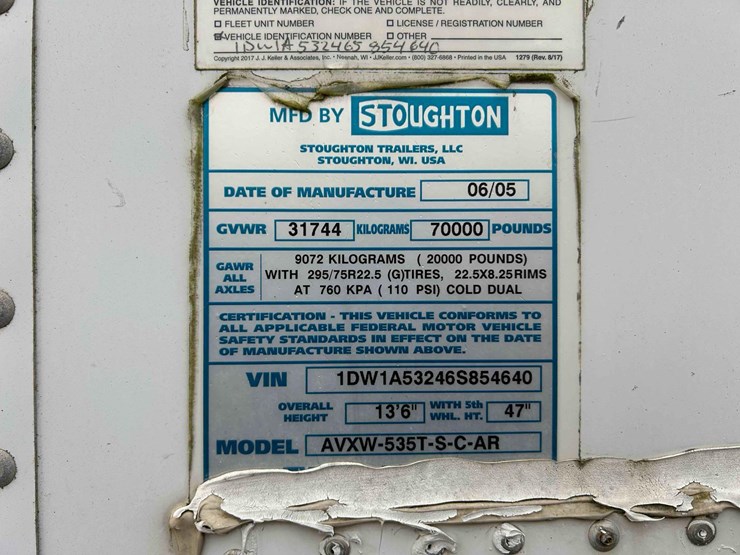 VEHICLE IDENTIFICATION: IF THE VEHICLE IS NOT READILY, CLEARLY, AND
PERMANENTLY MARKED, CHECK ONE AND COMPLETE.
FLEET UNIT NUMBER LICENSE / REGISTRATION NUMBER
VEHICLE IDENTIFICATION NUMBER OTHER
1DW1A532465854640
Copyright 2017 J. J. Keller & Associates, Inc. • Neenah, WI • JJKeller.com • (800) 327-6868 • Printed in the USA 1279 (Rev. 8/17)
MFD BY STOUGHTON
STOUGHTON TRAILERS, LLC
STOUGHTON, WI. USA
DATE OF MANUFACTURE 06/05
GVWR 31744 KILOGRAMS 70000 POUNDS
GAWR ALL AXLES
9072 KILOGRAMS ( 20000 POUNDS)
WITH 295/75R22.5 (G)TIRES, 22.5X8.25RIMS
AT 760 KPA ( 110 PSI) COLD DUAL
CERTIFICATION - THIS VEHICLE CONFORMS TO
ALL APPLICABLE FEDERAL MOTOR VEHICLE
SAFETY STANDARDS IN EFFECT ON THE DATE
OF MANUFACTURE SHOWN ABOVE.
VIN 1DW1A53246S854640
OVERALL HEIGHT 13'6" WITH 5th WHL. HT. 47"
MODEL AVXW-535T-S-C-AR